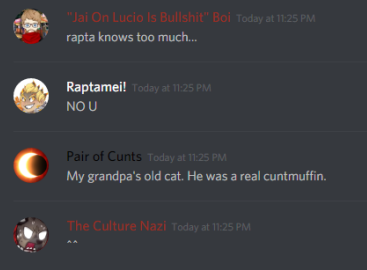 "Jai On Lucio Is Bullshit" Boi Today at 11:25 PM
rapta knows too much...
Raptamei! Today at 11:25 PM
NO U
Pair of Cunts Today at 11:25 PM
My grandpa's old cat. He was a real cuntmuffin.
The Culture Nazi Today at 11:25 PM
^^